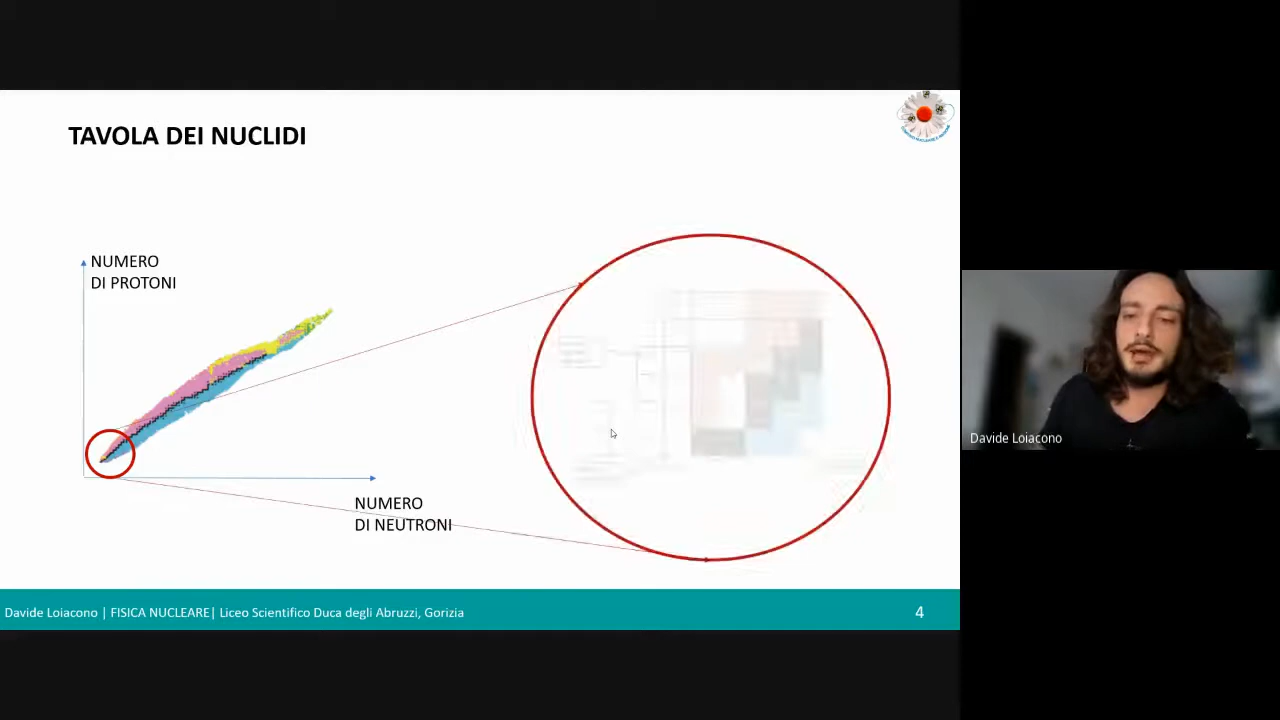 TAVOLA DEI NUCLIDI
NUMERO
DI PROTONI
NUMERO
DI NEUTRONI
Davide Loiacono | FISICA NUCLEARE| Liceo Scientifico Duca degli Abruzzi, Gorizia
4
Davide Loiacono